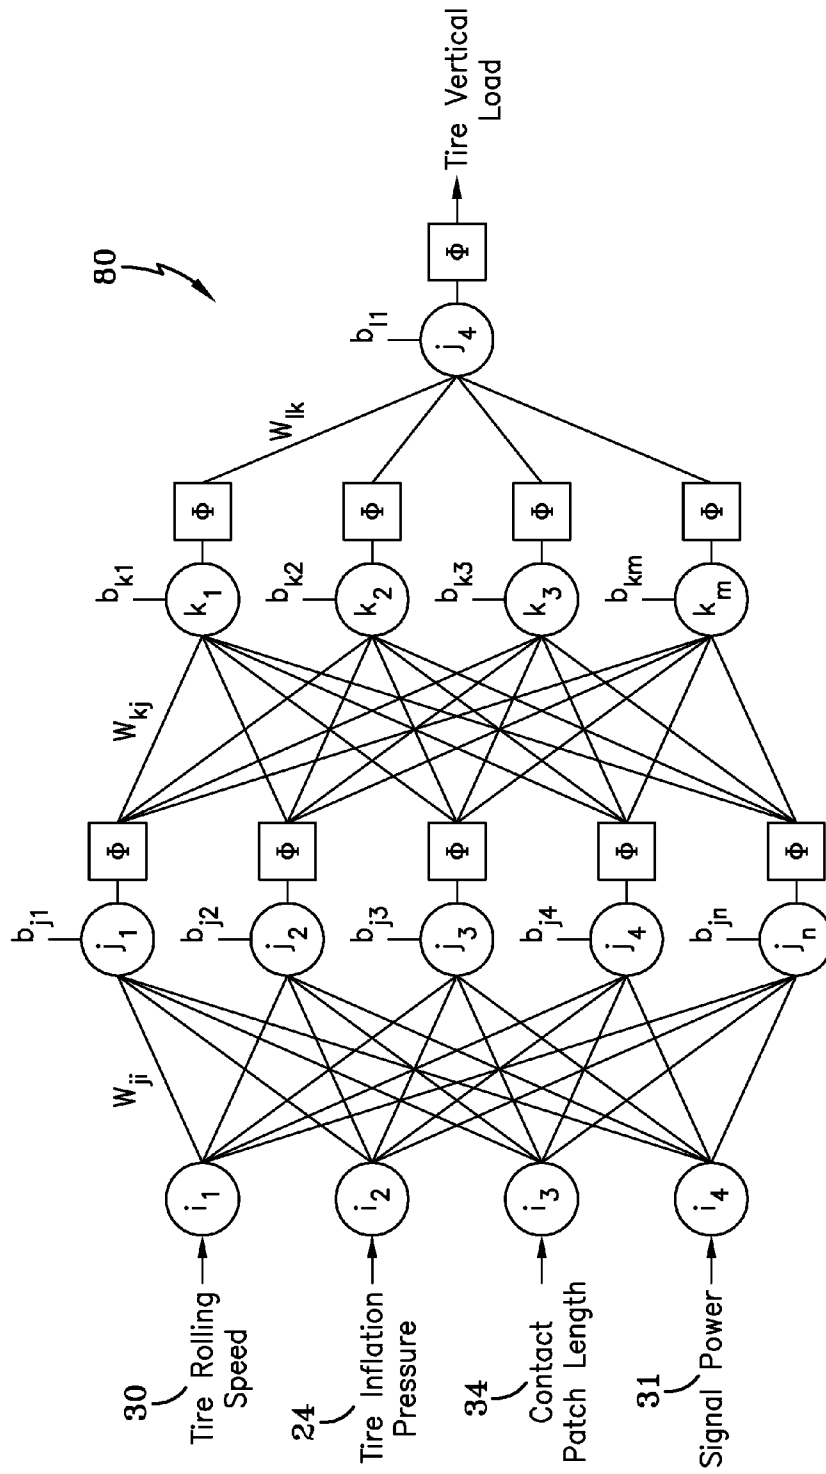 80
30
Tire Rolling
Speed
24
Tire Inflation
Pressure
34
Contact
Patch Length
31
Signal Power
i1
i2
i3
i4
Wji
bj1
j1
Φ
bj2
j2
Φ
bj3
j3
Φ
bj4
j4
Φ
bjn
jn
Φ
Wkj
bk1
k1
Φ
bk2
k2
Φ
bk3
k3
Φ
bkm
km
Φ
Wlk
bl1
j4
Φ
Tire Vertical
Load